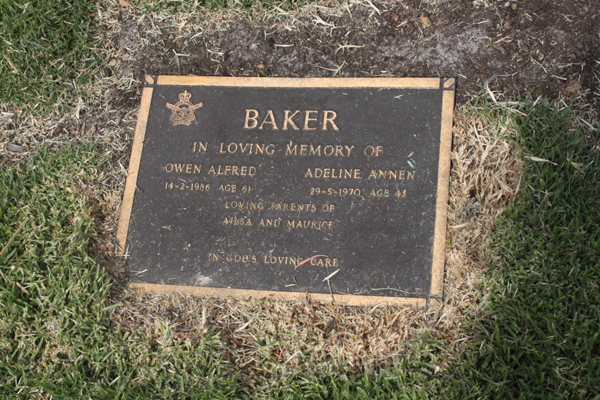 BAKER
IN LOVING MEMORY OF
OWEN ALFRED ADELINE ANNEN
14-2-1986 AGE 61 29-5-1970 AGE 43
LOVING PARENTS OF
AILSA AND MAURICE
IN GOD'S LOVING CARE